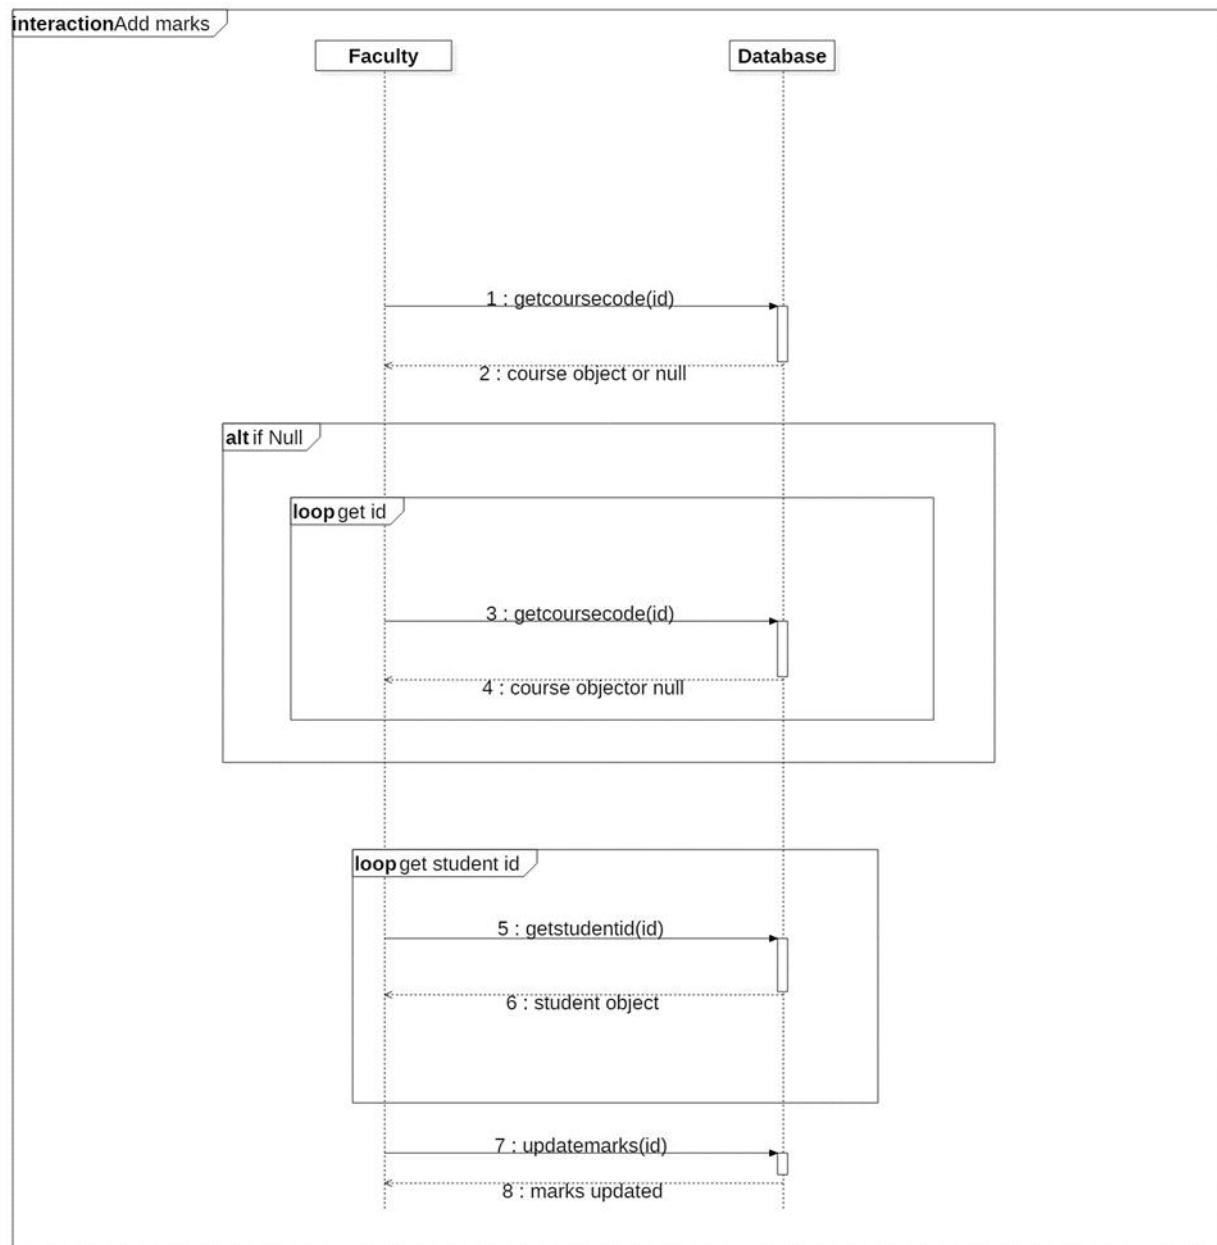 interaction Add marks
Faculty
Database
1 : getcoursecode(id)
2 : course object or null
alt if Null
loop get id
3 : getcoursecode(id)
4 : course objector null
loop get student id
5 : getstudentid(id)
6 : student object
7 : updatemarks(id)
8 : marks updated